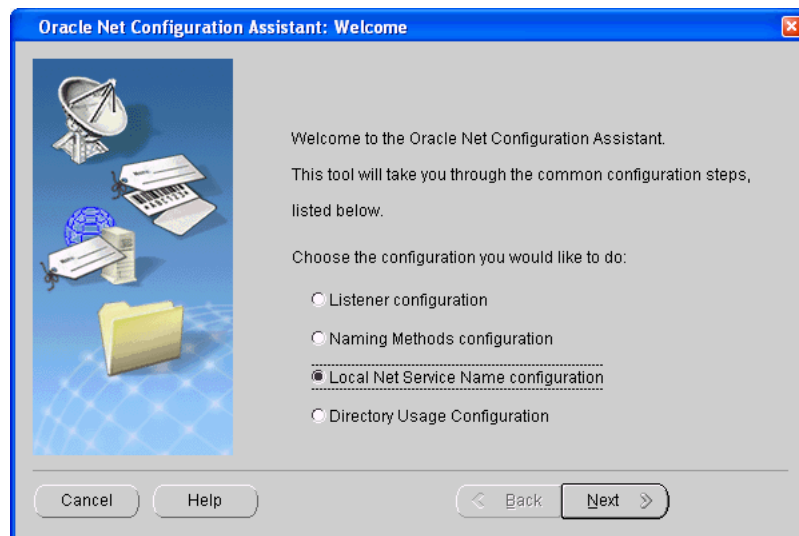 Oracle Net Configuration Assistant: Welcome
Welcome to the Oracle Net Configuration Assistant.
This tool will take you through the common configuration steps,
listed below.
Choose the configuration you would like to do:
Listener configuration
Naming Methods configuration
Local Net Service Name configuration
Directory Usage Configuration
Cancel
Help
Back
Next